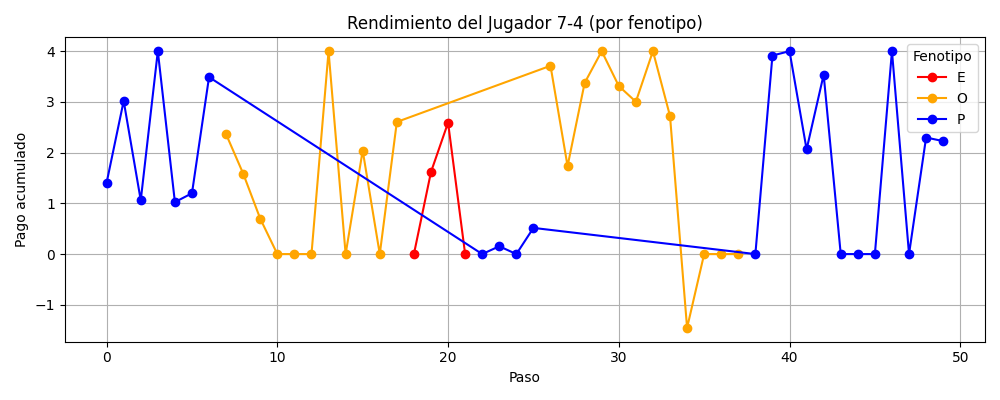 Rendimiento del Jugador 7-4 (por fenotipo)
Pago acumulado
4
3
2
1
0
−1
Fenotipo
E
O
P
0
10
20
30
40
50
Paso